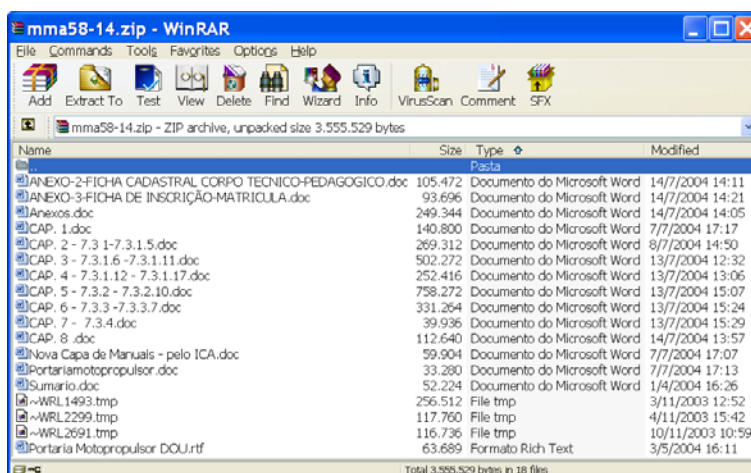 mma58-14.zip - WinRAR
File Commands Tools Favorites Options Help
Add Extract To Test View Delete Find Wizard Info VirusScan Comment SFX
mma58-14.zip - ZIP archive, unpacked size 3.555.529 bytes
Name Size Type Modified
.. Pasta
ANEXO-2-FICHA CADASTRAL CORPO TECNICO-PEDAGOGICO.doc 105.472 Documento do Microsoft Word 14/7/2004 14:11
ANEXO-3-FICHA DE INSCRIÇÃO-MATRICULA.doc 93.696 Documento do Microsoft Word 14/7/2004 14:21
Anexos.doc 249.344 Documento do Microsoft Word 14/7/2004 14:05
CAP. 1.doc 140.800 Documento do Microsoft Word 7/7/2004 17:17
CAP. 2 - 7.3 1-7.3.1.5.doc 269.312 Documento do Microsoft Word 8/7/2004 14:50
CAP. 3 - 7.3.1.6 -7.3.1.11.doc 502.272 Documento do Microsoft Word 13/7/2004 12:32
CAP. 4 - 7.3.1.12 - 7.3.1.17.doc 252.416 Documento do Microsoft Word 13/7/2004 13:06
CAP. 5 - 7.3.2 - 7.3.2.10.doc 758.272 Documento do Microsoft Word 13/7/2004 15:07
CAP. 6 - 7.3.3 -7.3.3.7.doc 331.264 Documento do Microsoft Word 13/7/2004 15:24
CAP. 7 - 7.3.4.doc 39.936 Documento do Microsoft Word 13/7/2004 15:29
CAP. 8 .doc 112.640 Documento do Microsoft Word 14/7/2004 13:57
Nova Capa de Manuais - pelo ICA.doc 59.904 Documento do Microsoft Word 7/7/2004 17:07
Portariamotopropulsor.doc 33.280 Documento do Microsoft Word 7/7/2004 17:13
Sumario.doc 52.224 Documento do Microsoft Word 1/4/2004 16:26
~WRL1493.tmp 256.512 File tmp 3/11/2003 12:52
~WRL2299.tmp 117.760 File tmp 4/11/2003 15:42
~WRL2691.tmp 116.736 File tmp 10/11/2003 10:59
Portaria Motopropulsor DOU.rtf 63.689 Formato Rich Text 3/5/2004 16:11
Total 3.555.529 bytes in 18 files